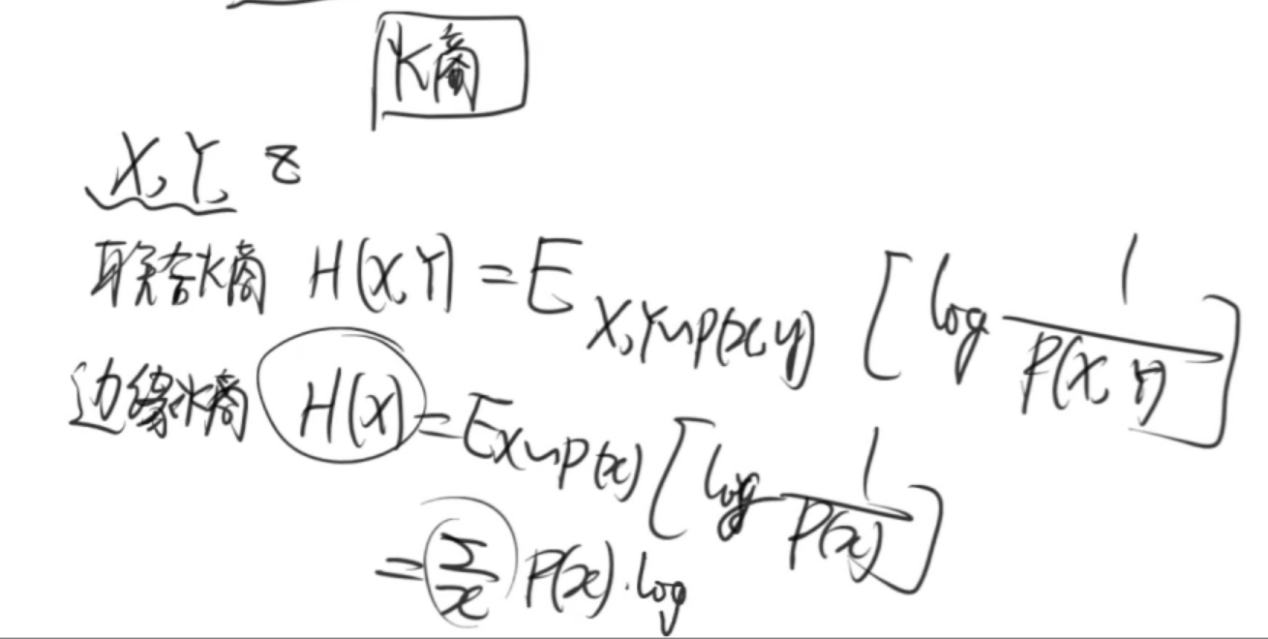 熵
X, Y, Z
联合熵 H(X,Y) = E_{X,Y~P(x,y)} [log 1/P(X,Y)]
边缘熵 H(X) = E_{X~P(x)} [log 1/P(x)]
= Σ_x P(x)·log